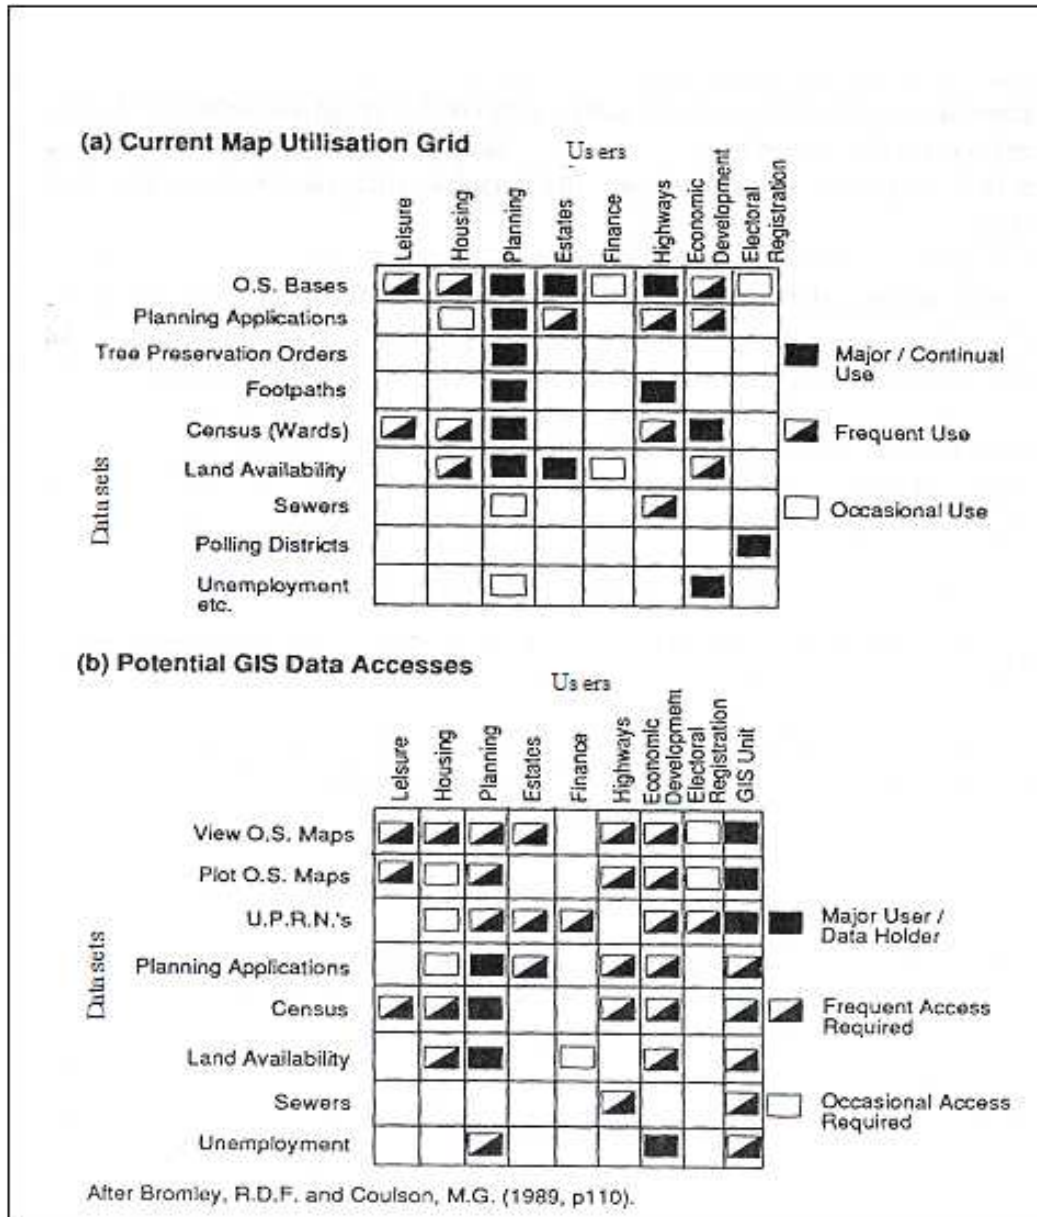 (a) Current Map Utilisation Grid
Users
Leisure
Housing
Planning
Estates
Finance
Highways
Economic
Development
Electoral
Registration
O.S. Bases
Planning Applications
Tree Preservation Orders
Footpaths
Census (Wards)
Land Availability
Sewers
Polling Districts
Unemployment
etc.
Data sets
Major / Continual
Use
Frequent Use
Occasional Use
(b) Potential GIS Data Accesses
Users
Leisure
Housing
Planning
Estates
Finance
Highways
Economic
Development
Electoral
Registration
GIS Unit
View O.S. Maps
Plot O.S. Maps
U.P.R.N.'s
Planning Applications
Census
Land Availability
Sewers
Unemployment
Data sets
Major User /
Data Holder
Frequent Access
Required
Occasional Access
Required
After Bromley, R.D.F. and Coulson, M.G. (1989, p110).